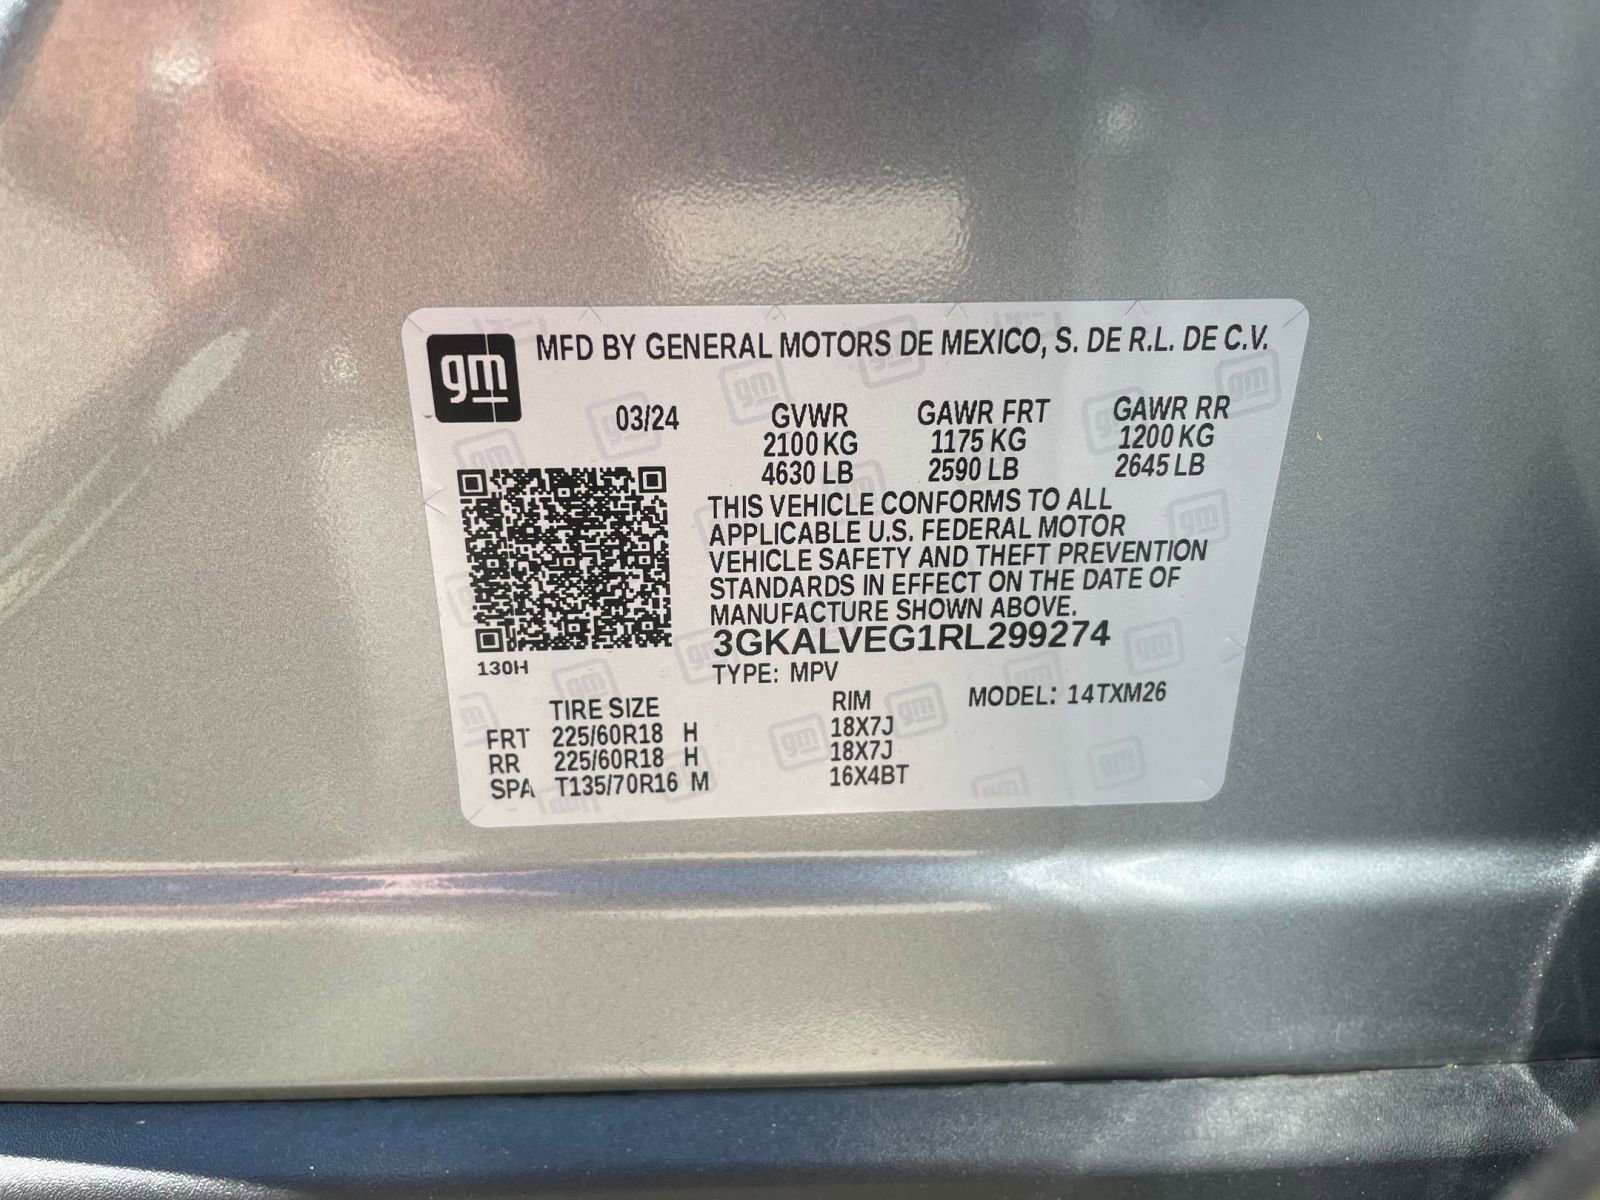 gm MFD BY GENERAL MOTORS DE MEXICO, S. DE R.L. DE C.V.
03/24 GVWR GAWR FRT GAWR RR
2100 KG 1175 KG 1200 KG
4630 LB 2590 LB 2645 LB
THIS VEHICLE CONFORMS TO ALL
APPLICABLE U.S. FEDERAL MOTOR
VEHICLE SAFETY AND THEFT PREVENTION
STANDARDS IN EFFECT ON THE DATE OF
MANUFACTURE SHOWN ABOVE.
3GKALVEG1RL299274
130H
TYPE: MPV
TIRE SIZE RIM MODEL: 14TXM26
FRT 225/60R18 H 18X7J
RR 225/60R18 H 18X7J
SPA T135/70R16 M 16X4BT